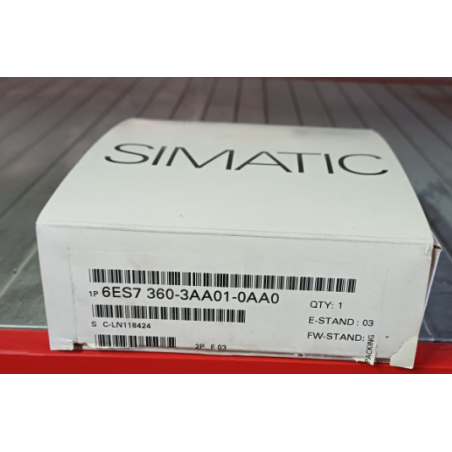 SIMATIC
1P 6ES7 360-3AA01-0AA0
QTY: 1
S C-LN118424
E-STAND: 03
FW-STAND:
2P E 03
PACKING